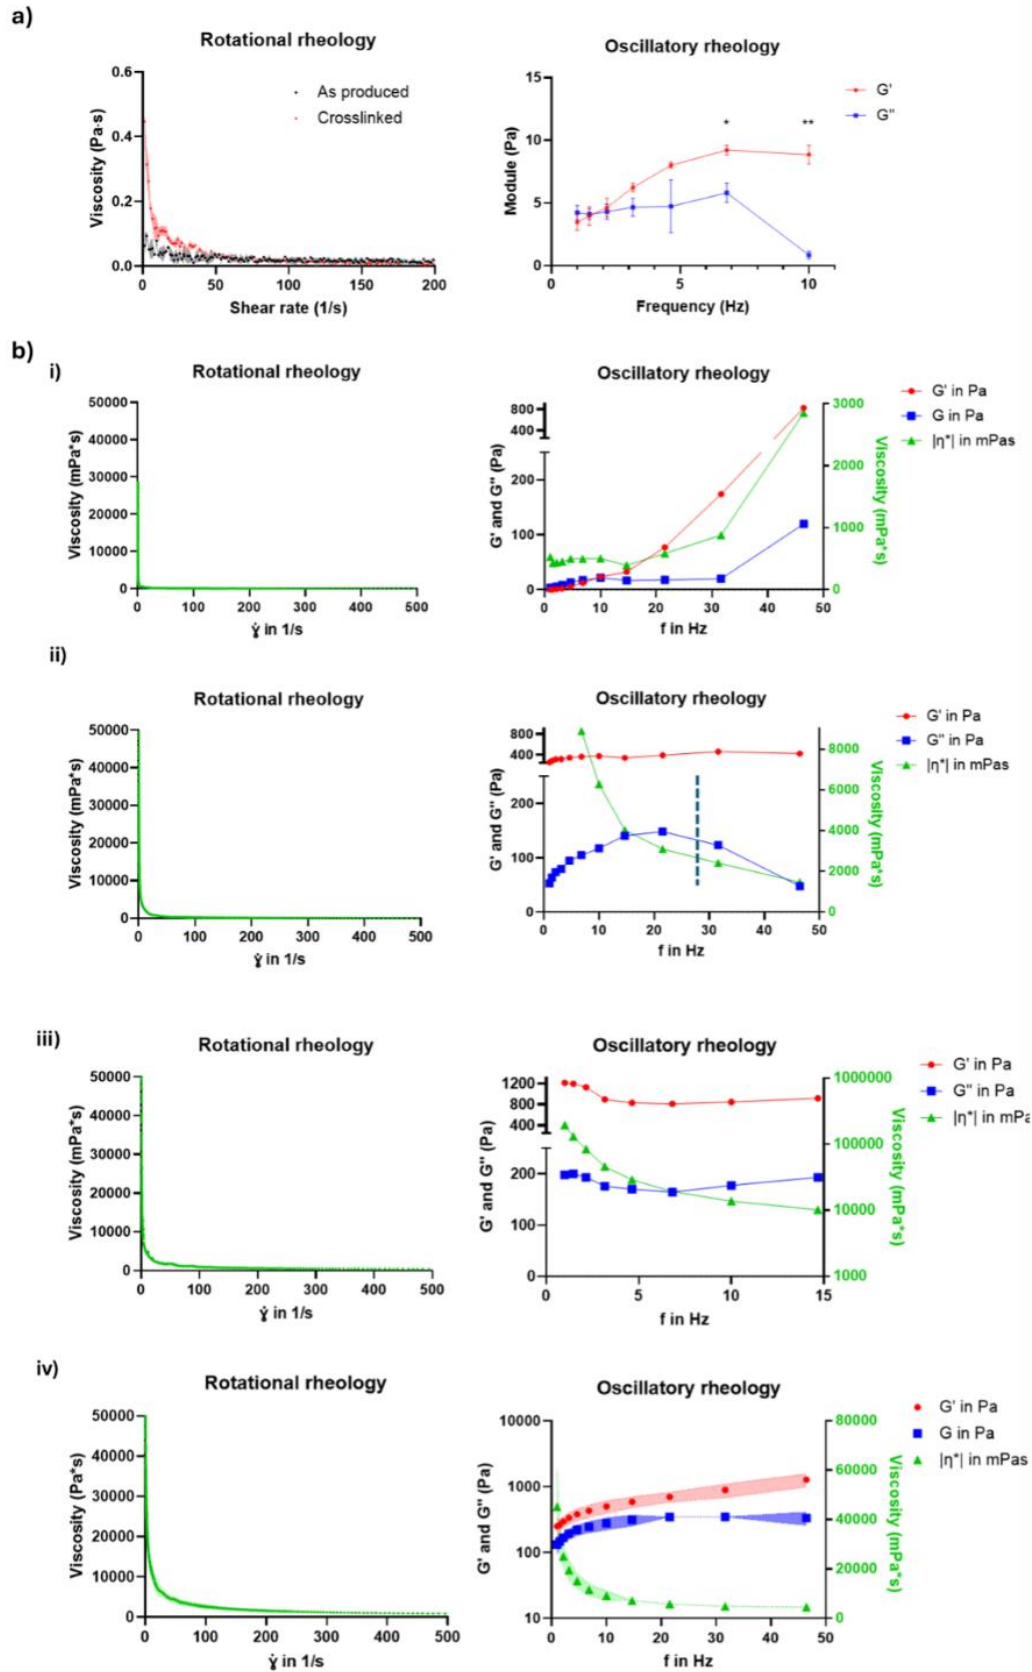 a)
Rotational rheology
Viscosity (Pa·s)
0.6
0.4
0.2
0.0
0 50 100 150 200
Shear rate (1/s)
As produced
Crosslinked
Oscillatory rheology
Module (Pa)
15
10
5
0
0 5 10
Frequency (Hz)
* **
G'
G"
b)
i)
Rotational rheology
Viscosity (mPa*s)
50000
40000
30000
20000
10000
0
0 100 200 300 400 500
γ̇ in 1/s
Oscillatory rheology
G' and G" (Pa)
800
400
200
100
0
0 10 20 30 40 50
f in Hz
3000
2000
1000
0
Viscosity (mPa*s)
G' in Pa
G in Pa
|η*| in mPas
ii)
Rotational rheology
Viscosity (mPa*s)
50000
40000
30000
20000
10000
0
0 100 200 300 400 500
γ̇ in 1/s
Oscillatory rheology
G' and G" (Pa)
800
400
200
100
0
0 10 20 30 40 50
f in Hz
8000
6000
4000
2000
0
Viscosity (mPa*s)
G' in Pa
G" in Pa
|η*| in mPas
iii)
Rotational rheology
Viscosity (mPa*s)
50000
40000
30000
20000
10000
0
0 100 200 300 400 500
γ̇ in 1/s
Oscillatory rheology
G' and G" (Pa)
1200
800
400
200
100
0
0 5 10 15
f in Hz
1000000
100000
10000
1000
Viscosity (mPa*s)
G' in Pa
G" in Pa
|η*| in mPa
iv)
Rotational rheology
Viscosity (Pa*s)
50000
40000
30000
20000
10000
0
0 100 200 300 400 500
γ̇ in 1/s
Oscillatory rheology
G' and G" (Pa)
10000
1000
100
10
0 10 20 30 40 50
f in Hz
80000
60000
40000
20000
0
Viscosity (mPa*s)
G' in Pa
G in Pa
|η*| in mPas